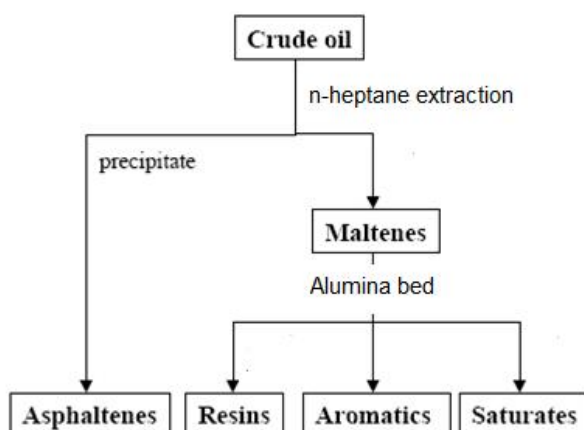 Crude oil
n-heptane extraction
precipitate
Maltenes
Alumina bed
Asphaltenes
Resins
Aromatics
Saturates